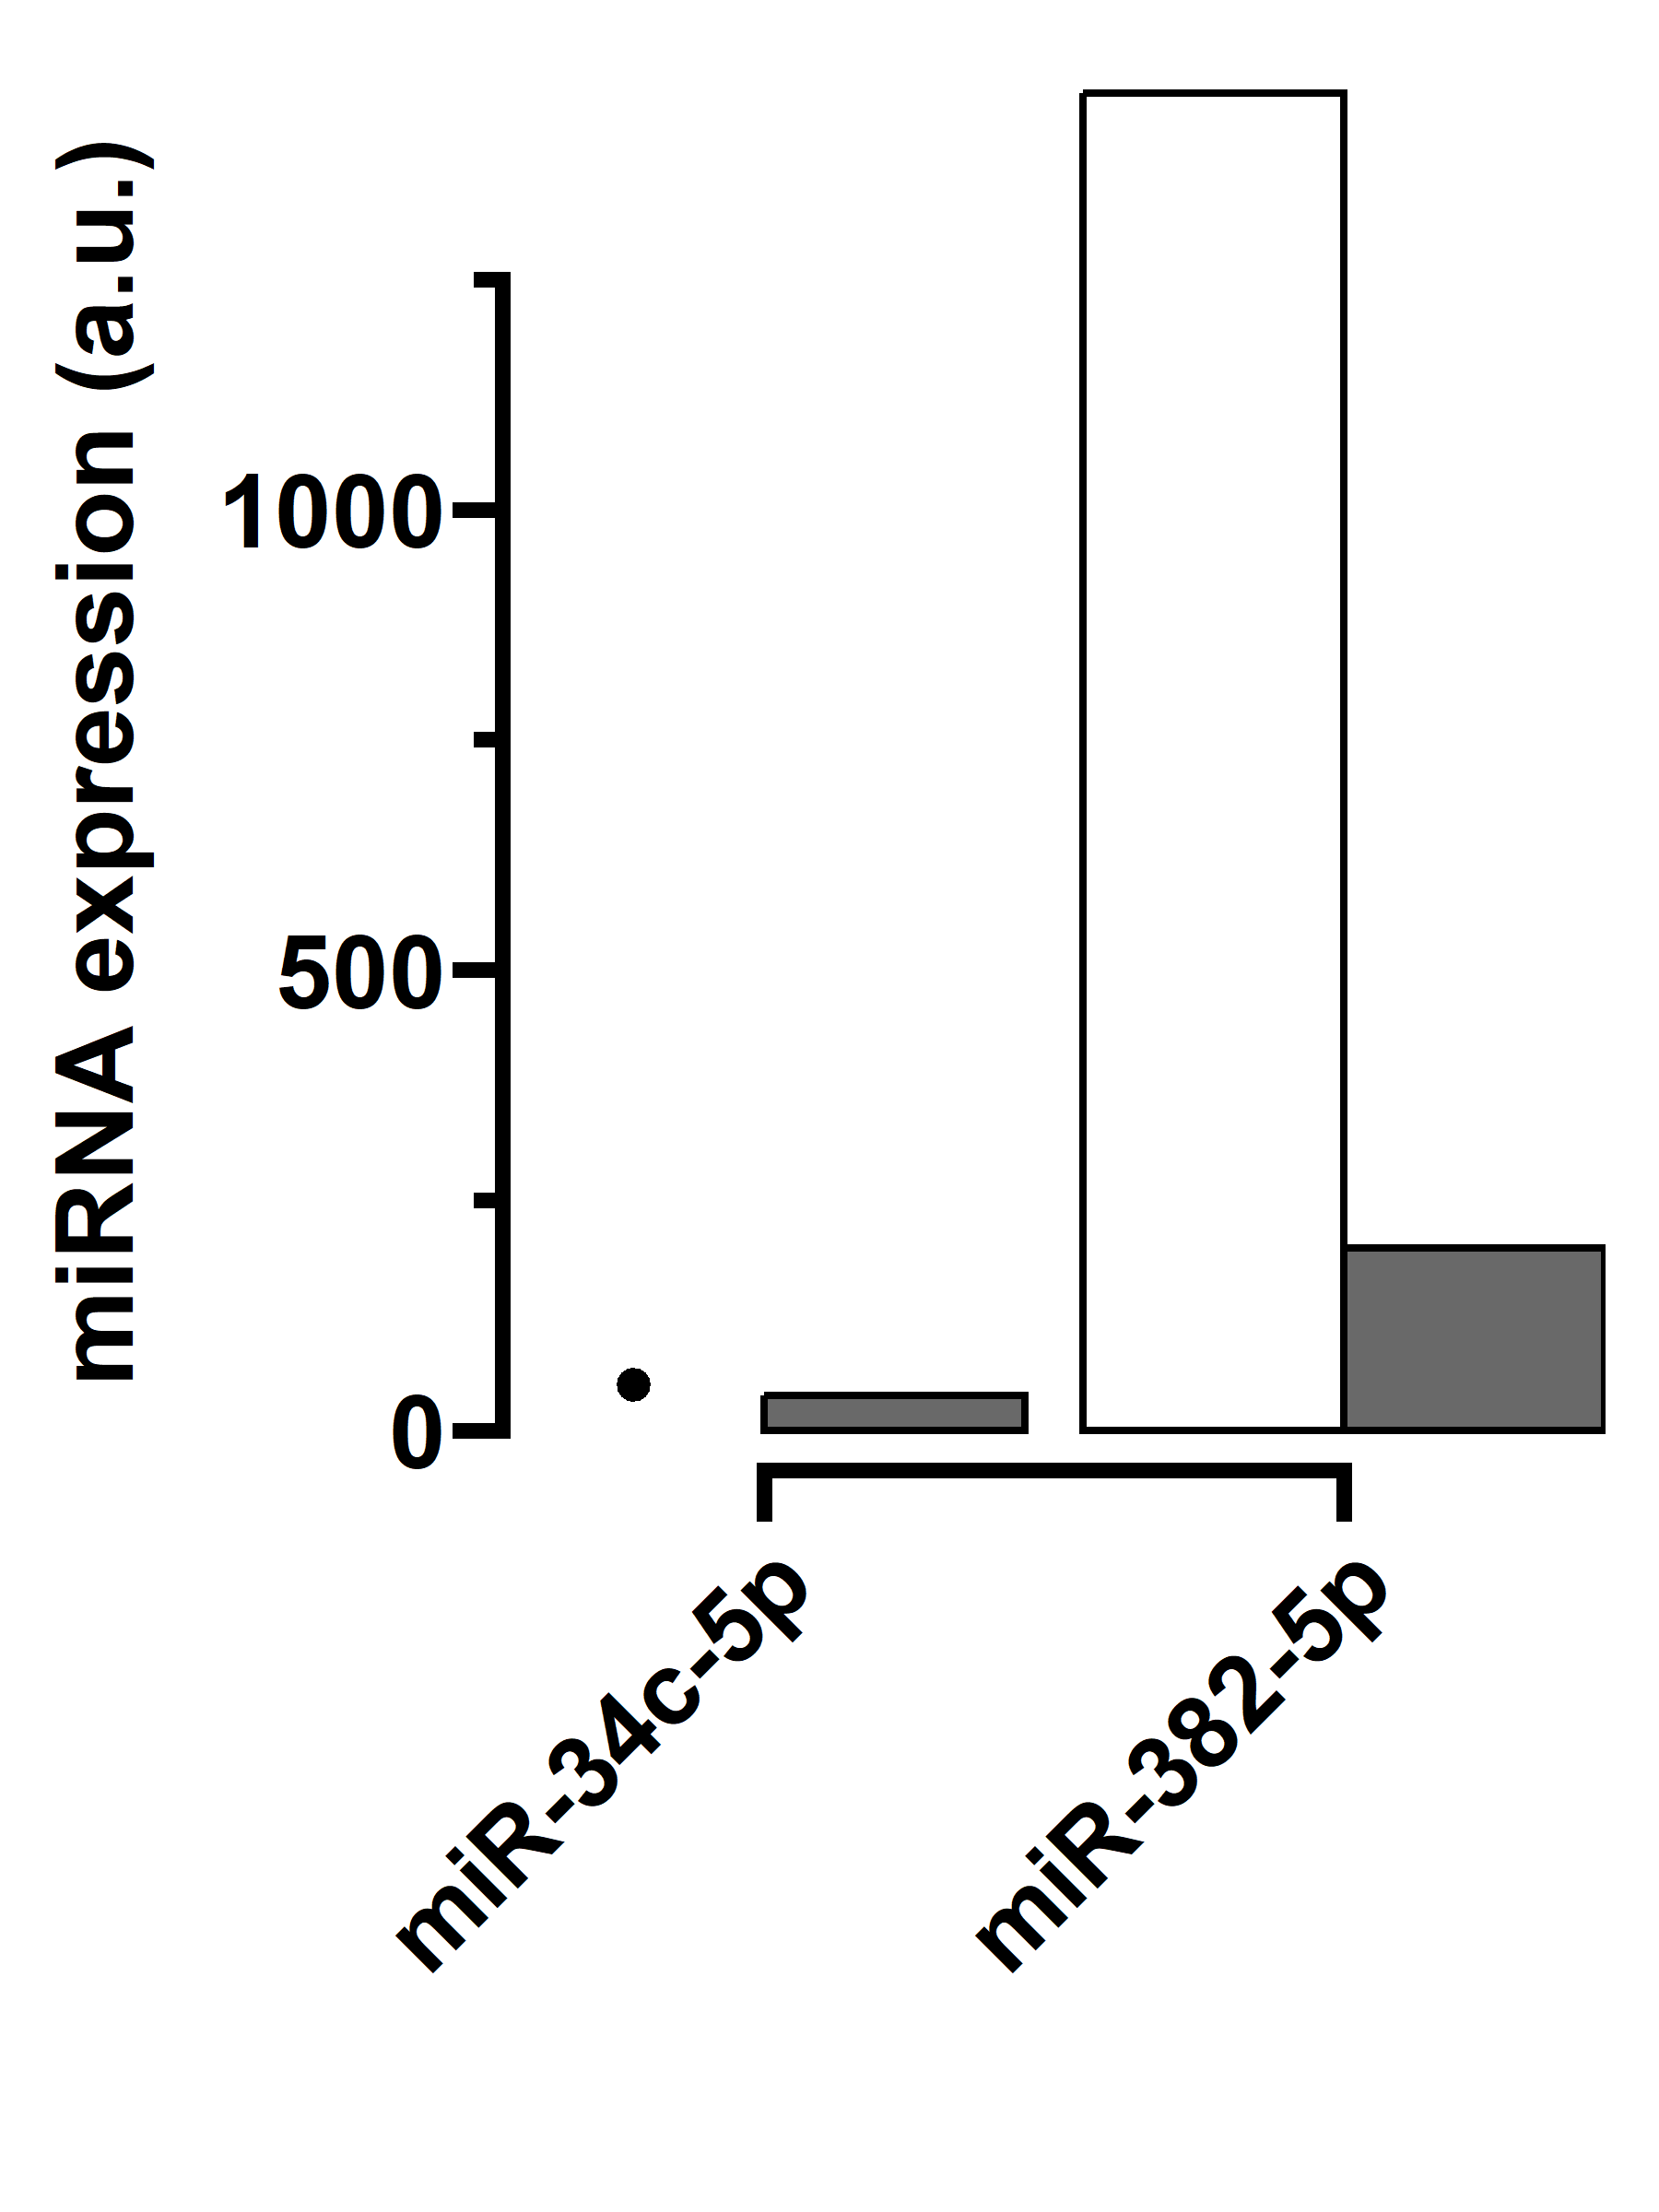 miRNA expression (a.u.)
1000
500
0
miR-34c-5p
miR-382-5p